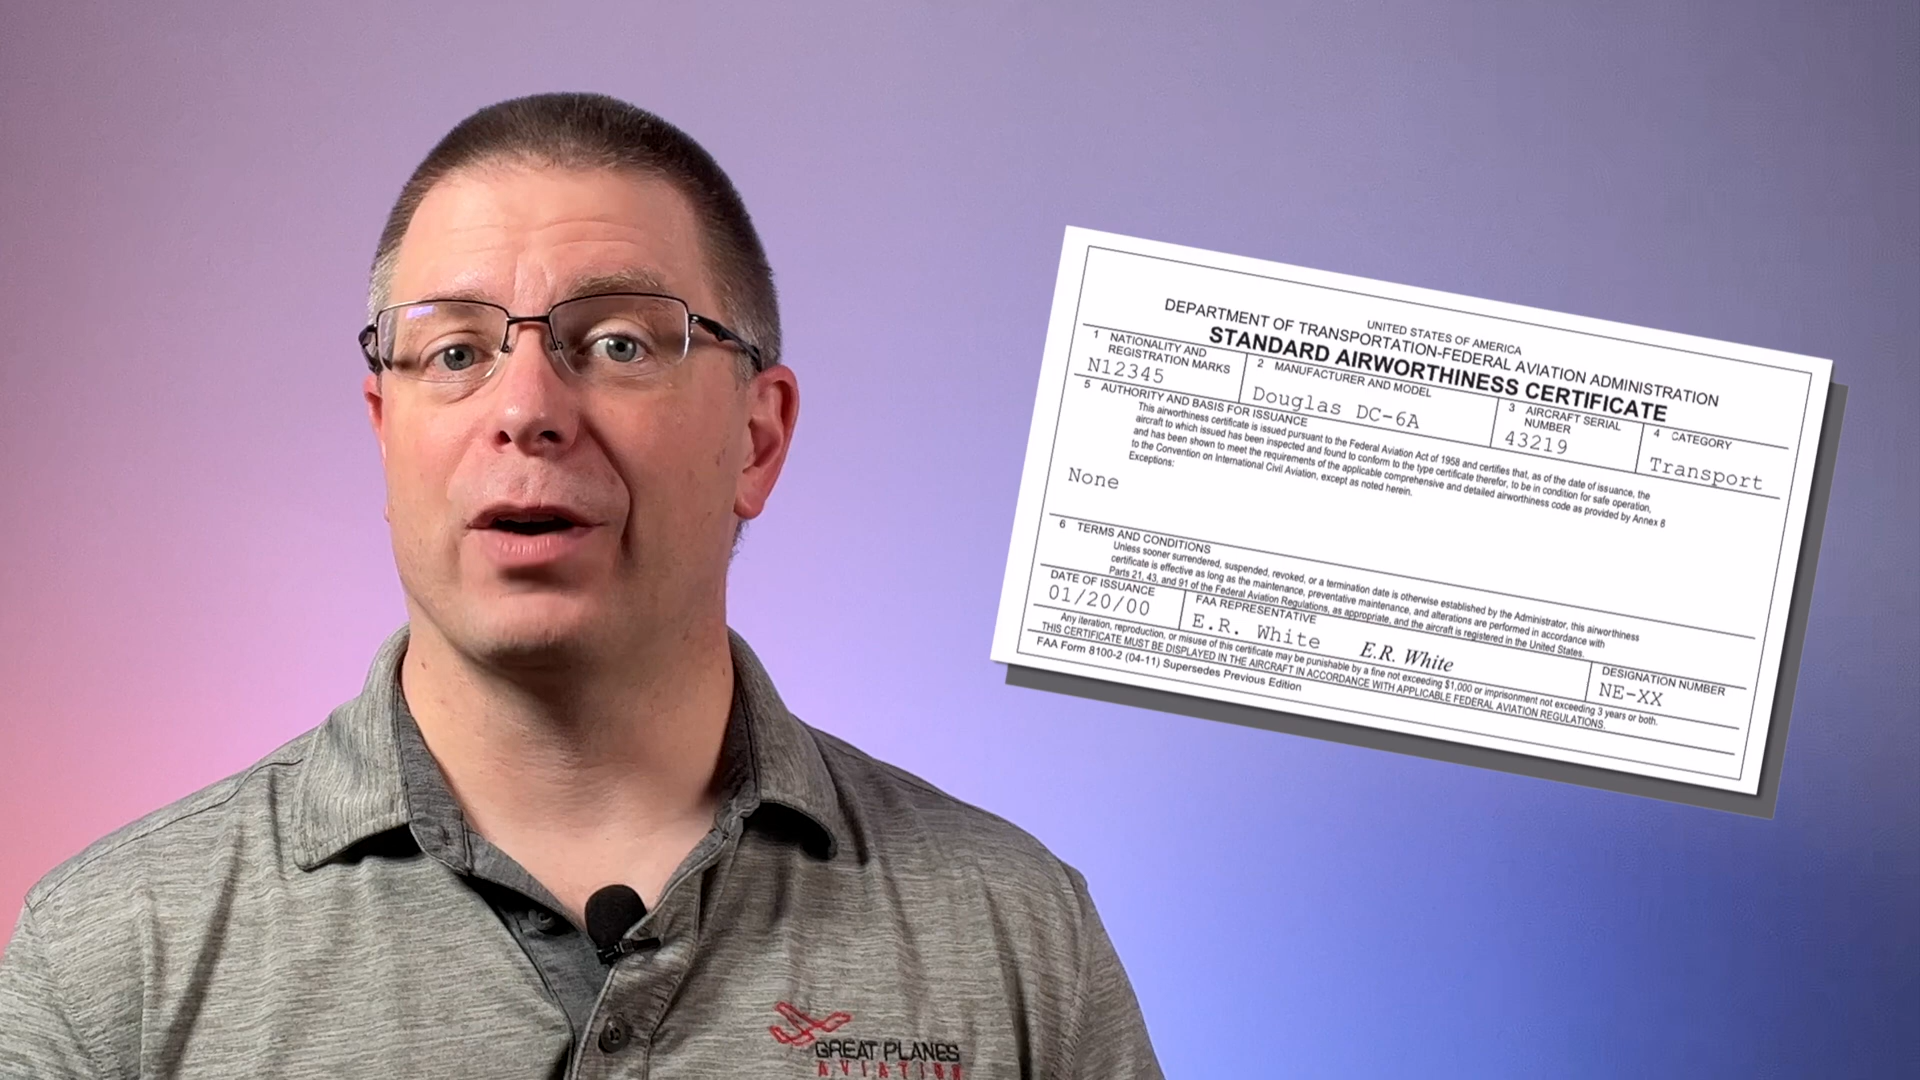 UNITED STATES OF AMERICA
DEPARTMENT OF TRANSPORTATION-FEDERAL AVIATION ADMINISTRATION
STANDARD AIRWORTHINESS CERTIFICATE
1 NATIONALITY AND
REGISTRATION MARKS
N12345
2 MANUFACTURER AND MODEL
Douglas DC-6A
3 AIRCRAFT SERIAL
NUMBER
43219
4 CATEGORY
Transport
5 AUTHORITY AND BASIS FOR ISSUANCE
This airworthiness certificate is issued pursuant to the Federal Aviation Act of 1958 and certifies that, as of the date of issuance, the
aircraft to which issued has been inspected and found to conform to the type certificate therefor, to be in condition for safe operation,
and has been shown to meet the requirements of the applicable comprehensive and detailed airworthiness code as provided by Annex 8
to the Convention on International Civil Aviation, except as noted herein.
Exceptions:
None
6 TERMS AND CONDITIONS
Unless sooner surrendered, suspended, revoked, or a termination date is otherwise established by the Administrator, this airworthiness
certificate is effective as long as the maintenance, preventative maintenance, and alterations are performed in accordance with
Parts 21, 43, and 91 of the Federal Aviation Regulations, as appropriate, and the aircraft is registered in the United States.
DATE OF ISSUANCE
01/20/00
FAA REPRESENTATIVE
E.R. White E.R. White
DESIGNATION NUMBER
NE-XX
Any iteration, reproduction, or misuse of this certificate may be punishable by a fine not exceeding $1,000 or imprisonment not exceeding 3 years or both.
THIS CERTIFICATE MUST BE DISPLAYED IN THE AIRCRAFT IN ACCORDANCE WITH APPLICABLE FEDERAL AVIATION REGULATIONS.
FAA Form 8100-2 (04-11) Supersedes Previous Edition
GREAT PLANES
AVIATION